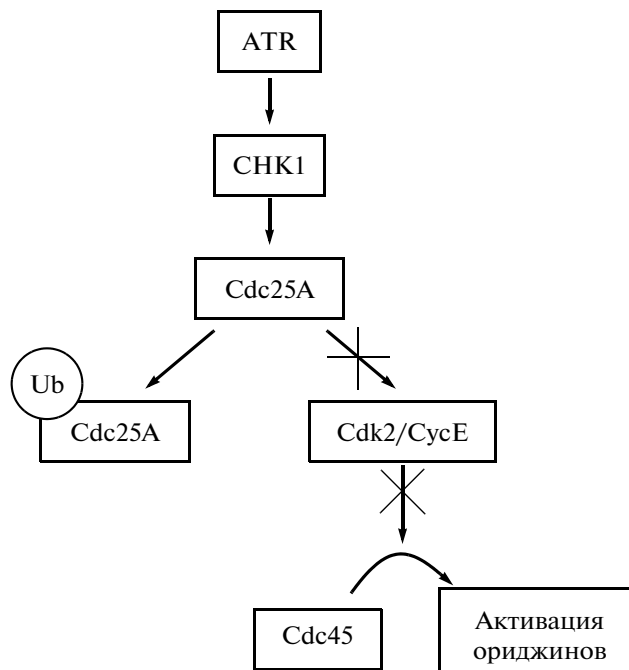 ATR
CHK1
Cdc25A
Ub
Cdc25A
Cdk2/CycE
Cdc45
Активация
ориджинов